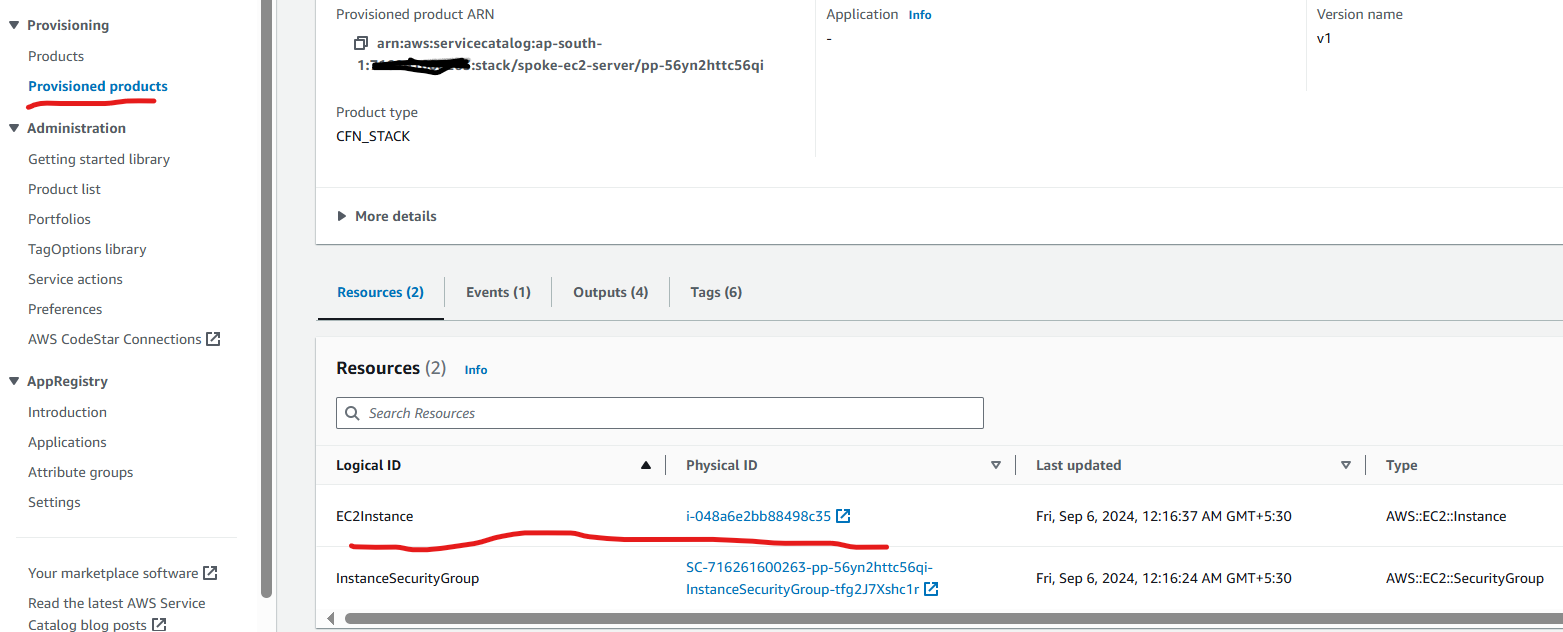 Provisioning
Products
Provisioned products
Administration
Getting started library
Product list
Portfolios
TagOptions library
Service actions
Preferences
AWS CodeStar Connections
AppRegistry
Introduction
Applications
Attribute groups
Settings
Your marketplace software
Read the latest AWS Service
Catalog blog posts
Provisioned product ARN
arn:aws:servicecatalog:ap-south-
1: :stack/spoke-ec2-server/pp-56yn2httc56qi
Product type
CFN_STACK
Application Info
-
Version name
v1
More details
Resources (2) Events (1) Outputs (4) Tags (6)
Resources (2) Info
Search Resources
Logical ID Physical ID Last updated Type
EC2Instance i-048a6e2bb88498c35 Fri, Sep 6, 2024, 12:16:37 AM GMT+5:30 AWS::EC2::Instance
InstanceSecurityGroup SC-716261600263-pp-56yn2httc56qi- Fri, Sep 6, 2024, 12:16:24 AM GMT+5:30 AWS::EC2::SecurityGroup
InstanceSecurityGroup-tfg2J7Xshc1r